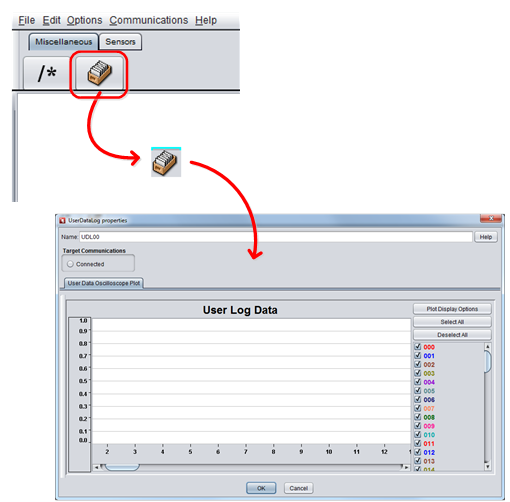 File Edit Options Communications Help
Miscellaneous Sensors
/*
UserDataLog properties
Name: UDL00 Help
Target Communications
Connected
User Data Oscilloscope Plot
User Log Data
Plot Display Options
Select All
Deselect All
1.0
0.9
0.8
0.7
0.6
0.5
0.4
0.3
0.2
0.1
0.0
2 3 4 5 6 7 8 9 10 11 12 1
000
001
002
003
004
005
006
007
008
009
010
011
012
013
014
OK Cancel